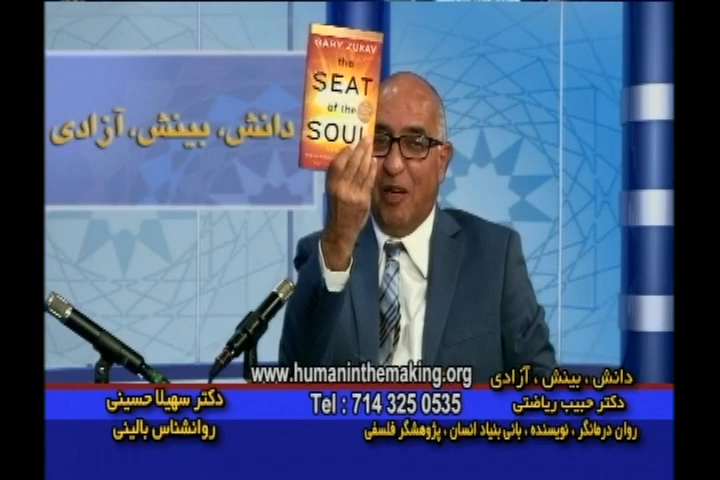 GARY ZUKAV
the
SEAT
of the
SOUL
دانش، بینش، آزادی
www.humaninthemaking.org
دانش ، بینش ، آزادی
Tel : 714 325 0535
دکتر حبیب ریاضتی
روان درمانگر ، نویسنده ، بانی بنیاد انسان ، پژوهشگر فلسفی
دکتر سهیلا حسینی
روانشناس بالینی